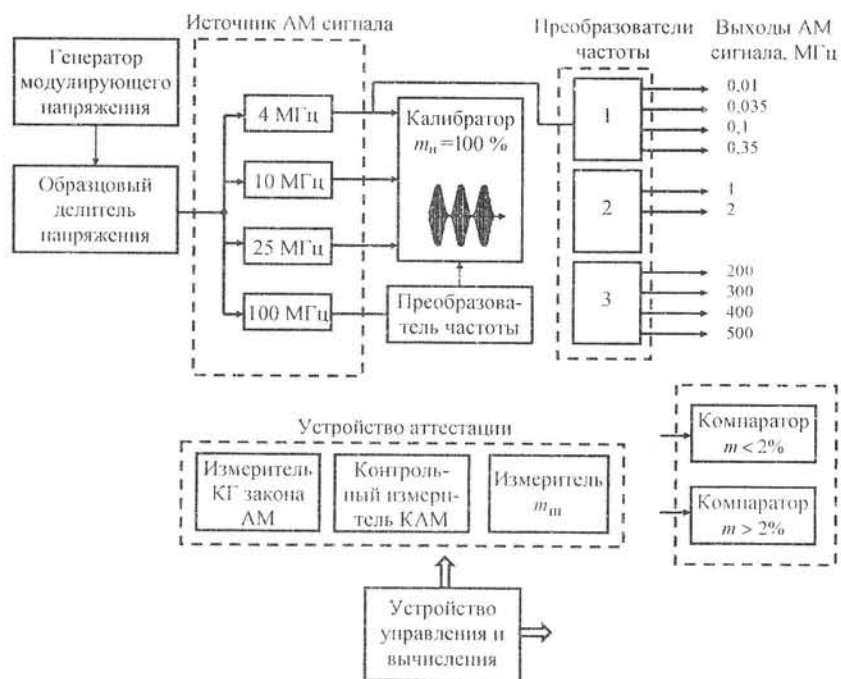 Источник АМ сигнала
Преобразователи
частоты
Выходы АМ
сигнала, МГц
Генератор
модулирующего
напряжения
Образцовый
делитель
напряжения
4 МГц
10 МГц
25 МГц
100 МГц
Калибратор
mн =100 %
Преобразова-
тель частоты
1
2
3
0,01
0,035
0,1
0,35
1
2
200
300
400
500
Устройство аттестации
Измеритель
КГ закона
АМ
Контроль-
ный измери-
тель КАМ
Измеритель
mш
Компаратор
m < 2%
Компаратор
m > 2%
Устройство
управления и
вычисления